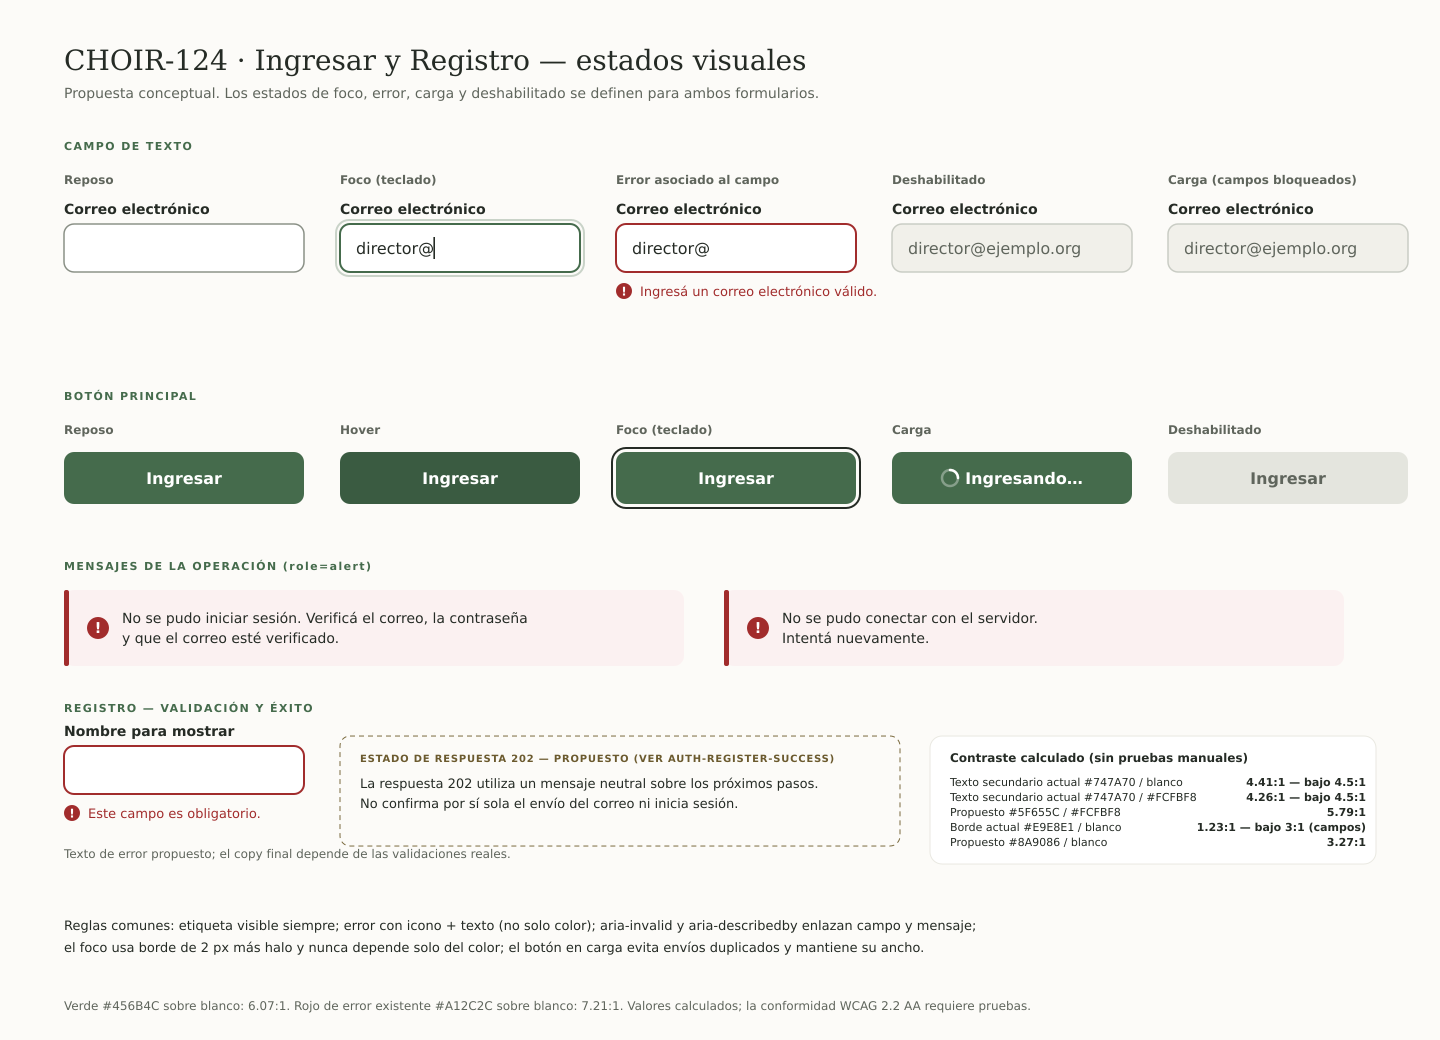 CHOIR-124 · Ingresar y Registro — estados visuales
Propuesta conceptual. Los estados de foco, error, carga y deshabilitado se definen para ambos formularios.
CAMPO DE TEXTO
Reposo
Foco (teclado)
Error asociado al campo
Deshabilitado
Carga (campos bloqueados)
Correo electrónico
Correo electrónico
Correo electrónico
Correo electrónico
Correo electrónico
director@
director@
director@ejemplo.org
director@ejemplo.org
! Ingresá un correo electrónico válido.
BOTÓN PRINCIPAL
Reposo
Hover
Foco (teclado)
Carga
Deshabilitado
Ingresar
Ingresar
Ingresar
Ingresando…
Ingresar
MENSAJES DE LA OPERACIÓN (role=alert)
! No se pudo iniciar sesión. Verificá el correo, la contraseña
y que el correo esté verificado.
! No se pudo conectar con el servidor.
Intentá nuevamente.
REGISTRO — VALIDACIÓN Y ÉXITO
Nombre para mostrar
! Este campo es obligatorio.
Texto de error propuesto; el copy final depende de las validaciones reales.
ESTADO DE RESPUESTA 202 — PROPUESTO (VER AUTH-REGISTER-SUCCESS)
La respuesta 202 utiliza un mensaje neutral sobre los próximos pasos.
No confirma por sí sola el envío del correo ni inicia sesión.
Contraste calculado (sin pruebas manuales)
Texto secundario actual #747A70 / blanco 4.41:1 — bajo 4.5:1
Texto secundario actual #747A70 / #FCFBF8 4.26:1 — bajo 4.5:1
Propuesto #5F655C / #FCFBF8 5.79:1
Borde actual #E9E8E1 / blanco 1.23:1 — bajo 3:1 (campos)
Propuesto #8A9086 / blanco 3.27:1
Reglas comunes: etiqueta visible siempre; error con icono + texto (no solo color); aria-invalid y aria-describedby enlazan campo y mensaje;
el foco usa borde de 2 px más halo y nunca depende solo del color; el botón en carga evita envíos duplicados y mantiene su ancho.
Verde #456B4C sobre blanco: 6.07:1. Rojo de error existente #A12C2C sobre blanco: 7.21:1. Valores calculados; la conformidad WCAG 2.2 AA requiere pruebas.